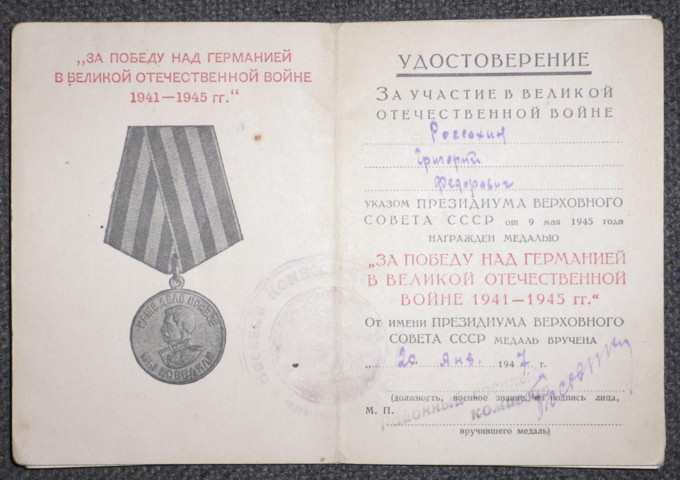 „ЗА ПОБЕДУ НАД ГЕРМАНИЕЙ
В ВЕЛИКОЙ ОТЕЧЕСТВЕННОЙ ВОЙНЕ
1941—1945 гг.“
НАШЕ ДЕЛО ПРАВОЕ
МЫ ПОБЕДИЛИ
УДОСТОВЕРЕНИЕ
ЗА УЧАСТИЕ В ВЕЛИКОЙ
ОТЕЧЕСТВЕННОЙ ВОЙНЕ
Россохин
Григорий
Федорович
УКАЗОМ ПРЕЗИДИУМА ВЕРХОВНОГО
СОВЕТА СССР от 9 мая 1945 года
НАГРАЖДЕН МЕДАЛЬЮ
„ЗА ПОБЕДУ НАД ГЕРМАНИЕЙ
В ВЕЛИКОЙ ОТЕЧЕСТВЕННОЙ
ВОЙНЕ 1941—1945 гг.“
ОТ ИМЕНИ ПРЕЗИДИУМА ВЕРХОВНОГО
СОВЕТА СССР МЕДАЛЬ ВРУЧЕНА
„20 янв. 1947 г.
(должность, военное звание и подпись лица,
М. П.
вручившего медаль)